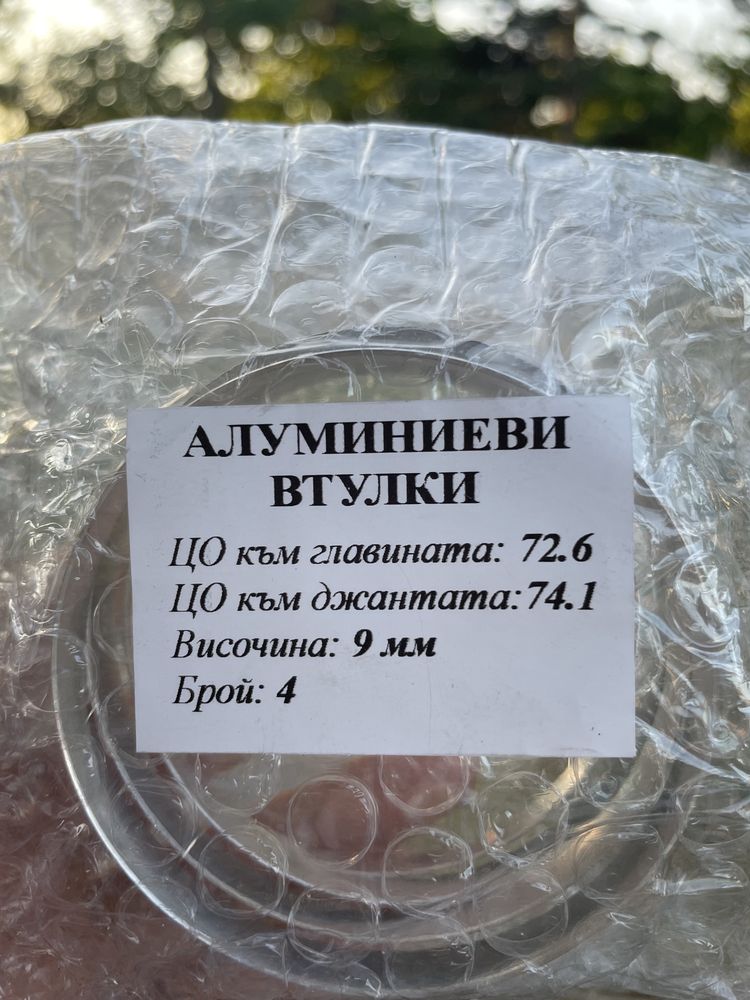 АЛУМИНИЕВИ
ВТУЛКИ
ЦО към главината: 72.6
ЦО към джантата: 74.1
Височина: 9 мм
Брой: 4